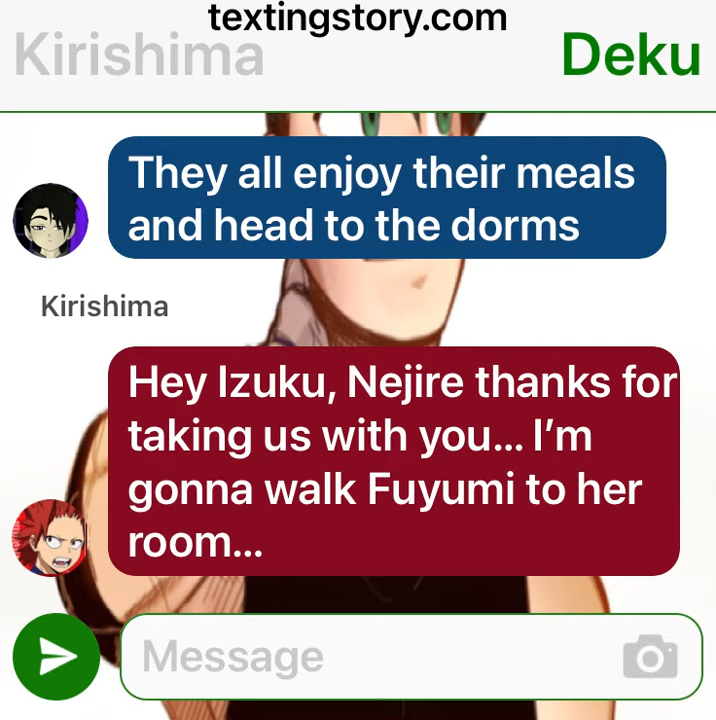 textingstory.com
Kirishima
Deku
They all enjoy their meals
and head to the dorms
Kirishima
Hey Izuku, Nejire thanks for
taking us with you... I’m
gonna walk Fuyumi to her
room...
Message